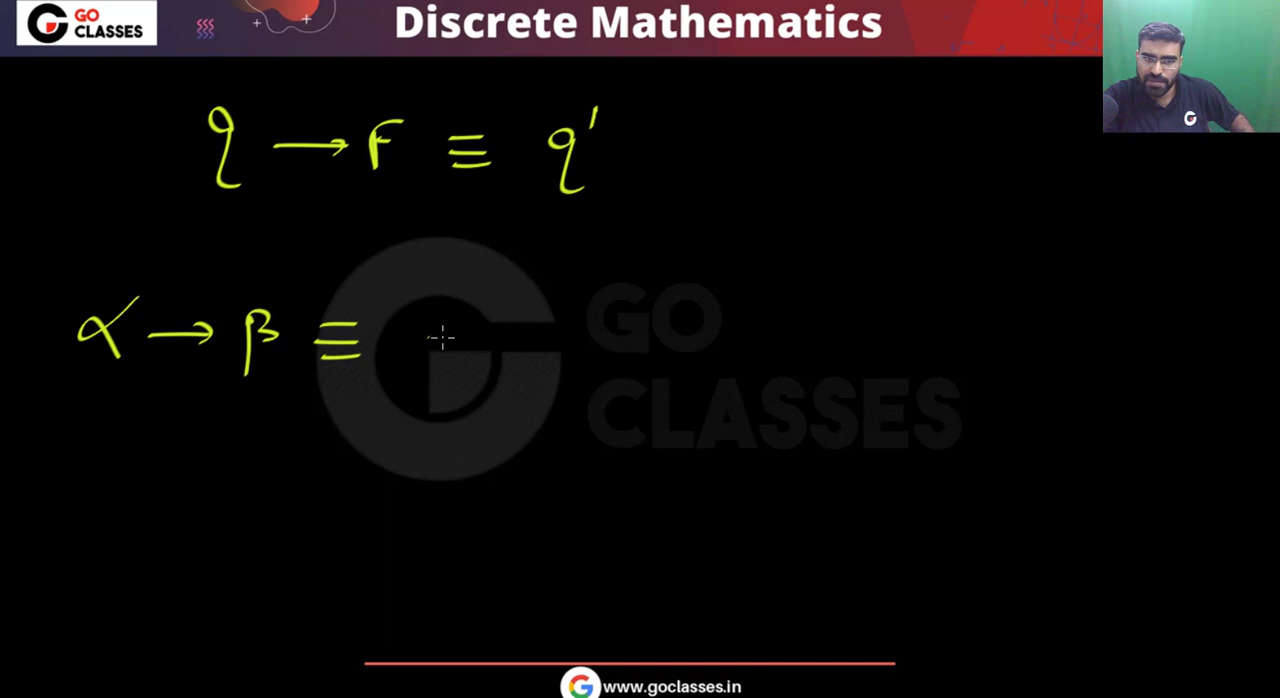 GO
CLASSES
Discrete Mathematics
q → F ≡ q'
α → β ≡
GO
CLASSES
www.goclasses.in